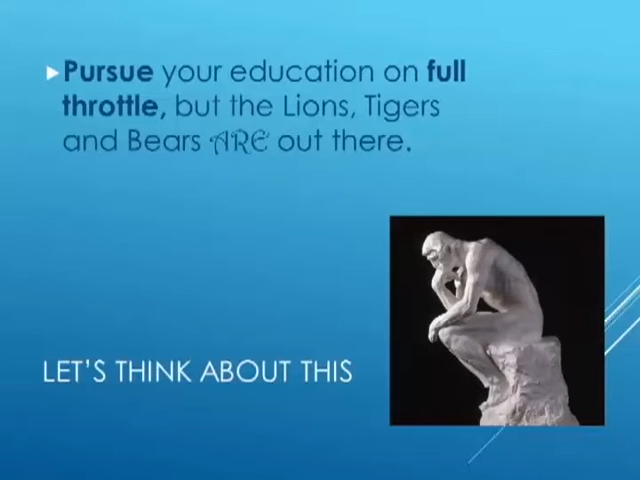 Pursue your education on full
throttle, but the Lions, Tigers
and Bears ARE out there.
LET'S THINK ABOUT THIS